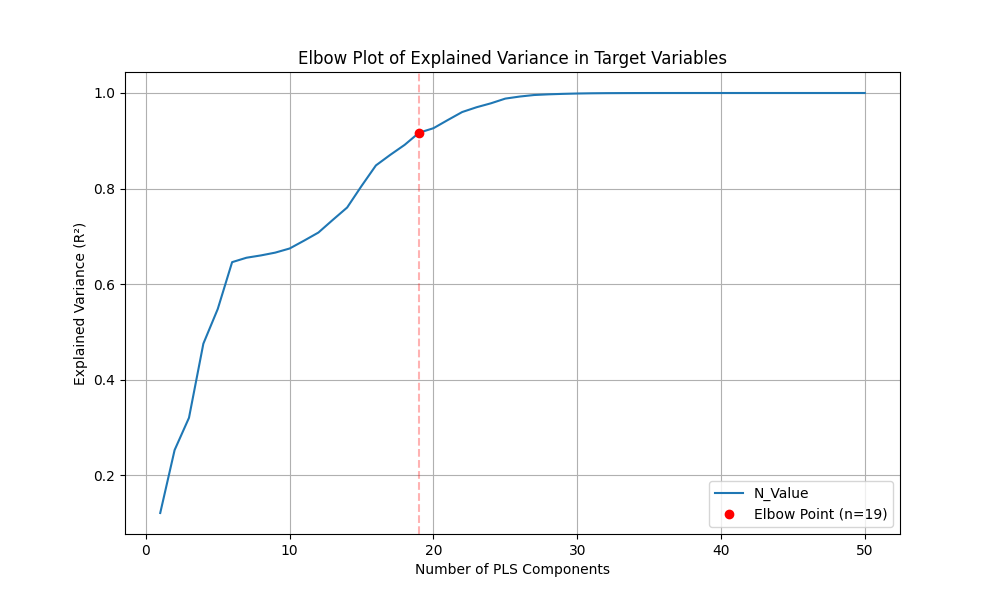 Elbow Plot of Explained Variance in Target Variables
1.0
0.8
0.6
0.4
0.2
Explained Variance (R²)
0 10 20 30 40 50
Number of PLS Components
N_Value
Elbow Point (n=19)